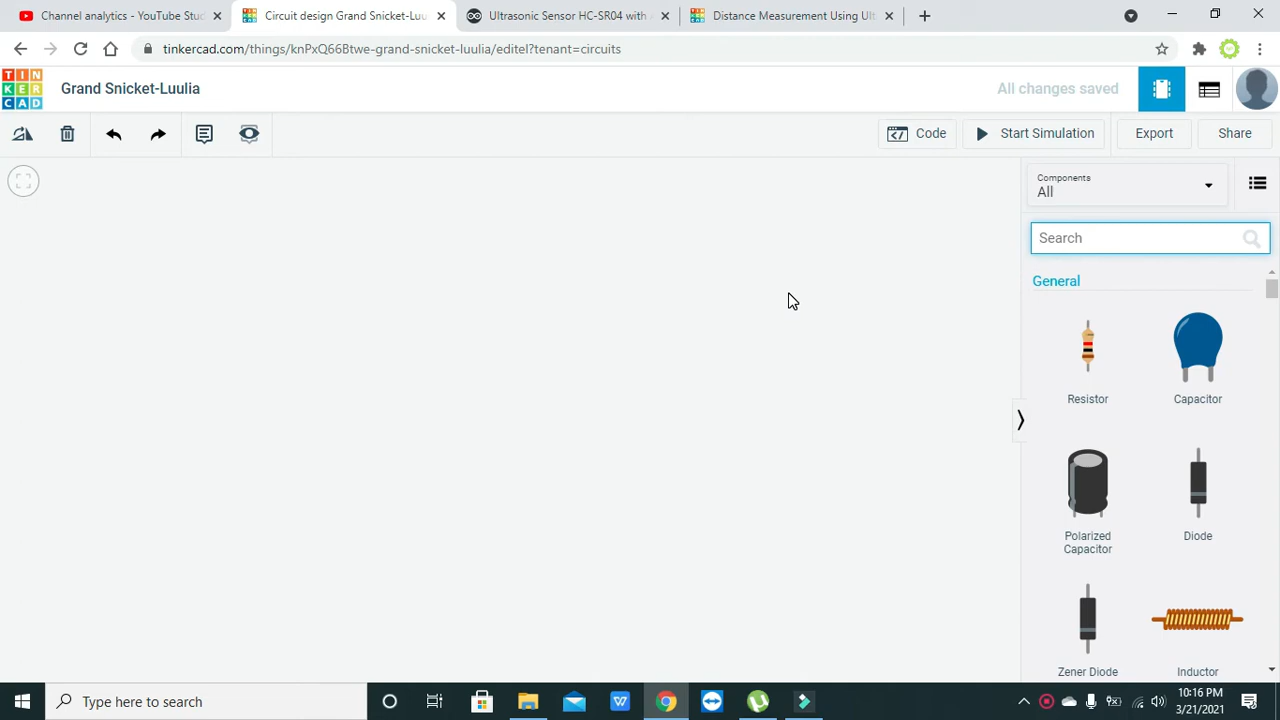 Channel analytics - YouTube Stud
Circuit design Grand Snicket-Luu
Ultrasonic Sensor HC-SR04 with A
Distance Measurement Using Ult
tinkercad.com/things/knPxQ66Btwe-grand-snicket-luulia/editel?tenant=circuits
TIN
KER
CAD
Grand Snicket-Luulia
All changes saved
Code
Start Simulation
Export
Share
Components
All
Search
General
Resistor
Capacitor
Polarized
Capacitor
Diode
Zener Diode
Inductor
Type here to search
10:16 PM
3/21/2021